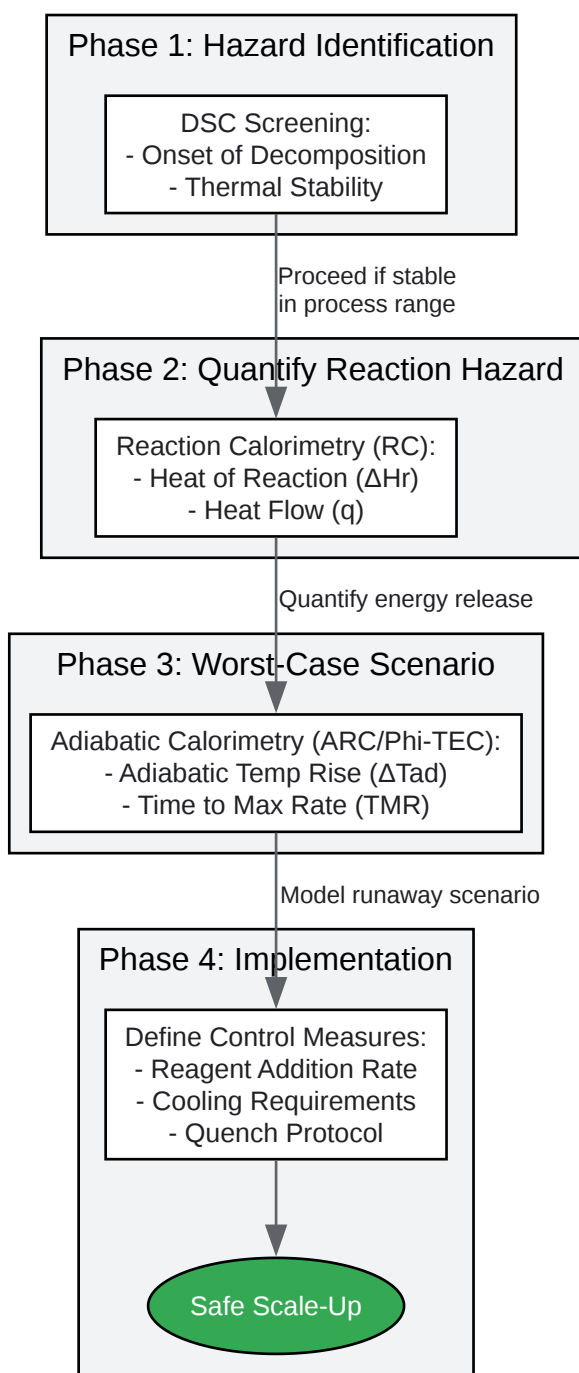 Phase 1: Hazard Identification
DSC Screening:
- Onset of Decomposition
- Thermal Stability
Proceed if stable
in process range
Phase 2: Quantify Reaction Hazard
Reaction Calorimetry (RC):
- Heat of Reaction (ΔHr)
- Heat Flow (q)
Quantify energy release
Phase 3: Worst-Case Scenario
Adiabatic Calorimetry (ARC/Phi-TEC):
- Adiabatic Temp Rise (ΔTad)
- Time to Max Rate (TMR)
Model runaway scenario
Phase 4: Implementation
Define Control Measures:
- Reagent Addition Rate
- Cooling Requirements
- Quench Protocol
Safe Scale-Up